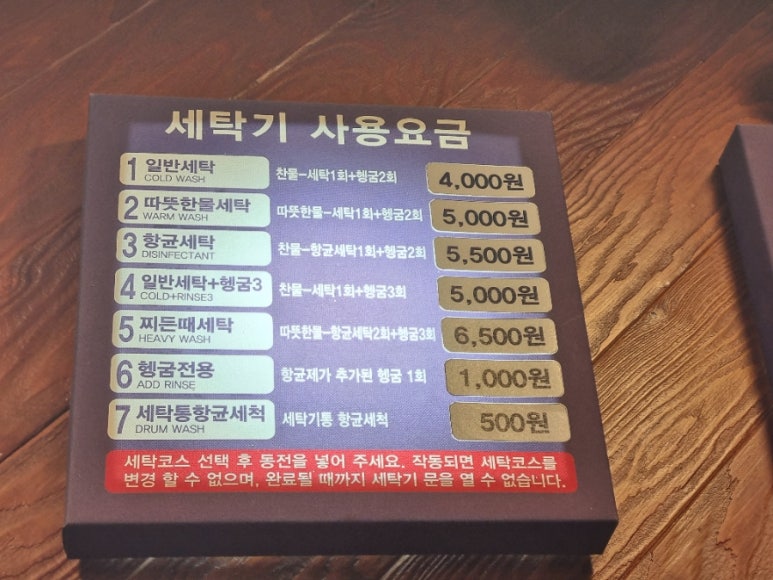 세탁기 사용요금
1 일반세탁 찬물-세탁1회+헹굼2회 4,000원
COLD WASH
2 따뜻한물세탁 따뜻한물-세탁1회+헹굼2회 5,000원
WARM WASH
3 항균세탁 찬물-항균세탁1회+헹굼2회 5,500원
DISINFECTANT
4 일반세탁+헹굼3 찬물-세탁1회+헹굼3회 5,000원
COLD+RINSE3
5 찌든때세탁 따뜻한물-항균세탁2회+헹굼3회 6,500원
HEAVY WASH
6 헹굼전용 항균제가 추가된 헹굼 1회 1,000원
ADD RINSE
7 세탁통항균세척 세탁기통 항균세척 500원
DRUM WASH
세탁코스 선택 후 동전을 넣어 주세요. 작동되면 세탁코스를
변경 할 수 없으며, 완료될 때까지 세탁기 문을 열 수 없습니다.